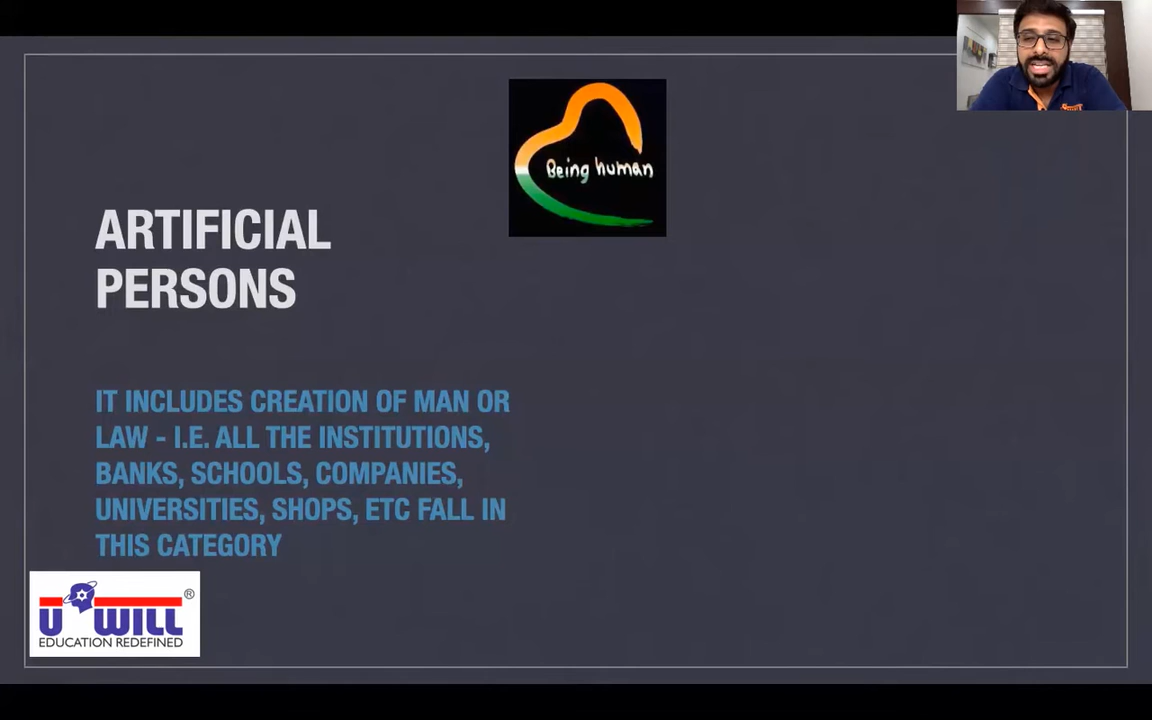 Being human
ARTIFICIAL
PERSONS
IT INCLUDES CREATION OF MAN OR
LAW - I.E. ALL THE INSTITUTIONS,
BANKS, SCHOOLS, COMPANIES,
UNIVERSITIES, SHOPS, ETC FALL IN
THIS CATEGORY
U WILL ®
EDUCATION REDEFINED